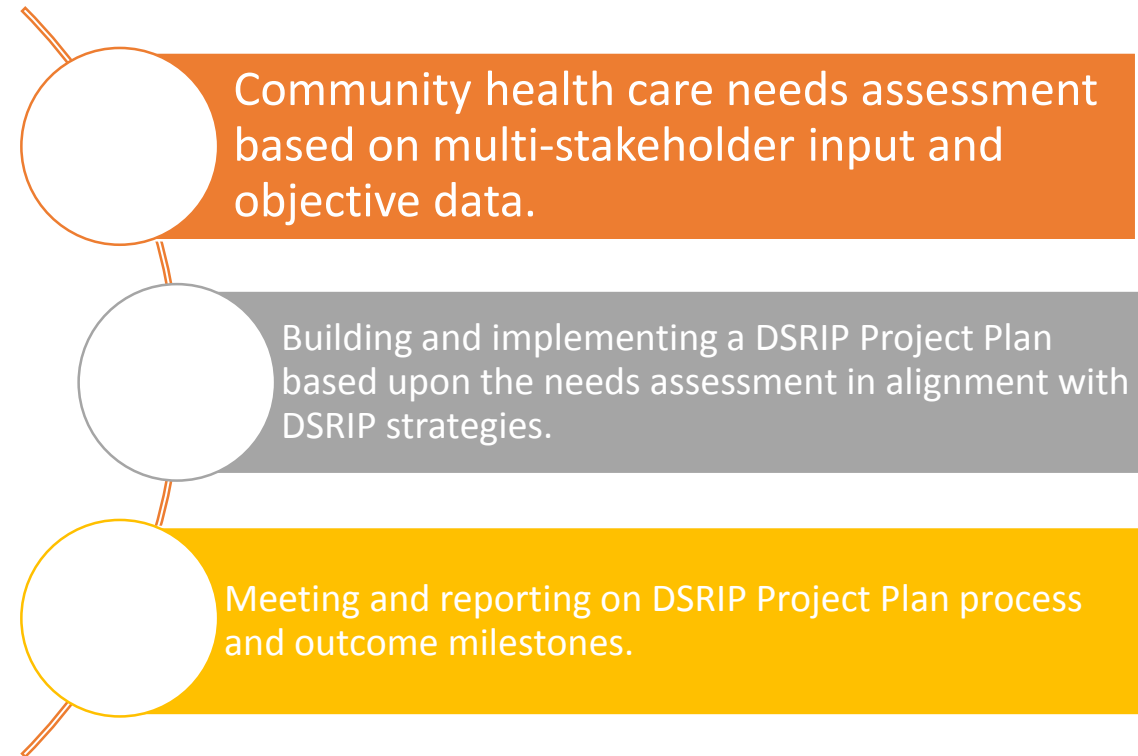 Community health care needs assessment
based on multi-stakeholder input and
objective data.
Building and implementing a DSRIP Project Plan
based upon the needs assessment in alignment with
DSRIP strategies.
Meeting and reporting on DSRIP Project Plan process
and outcome milestones.